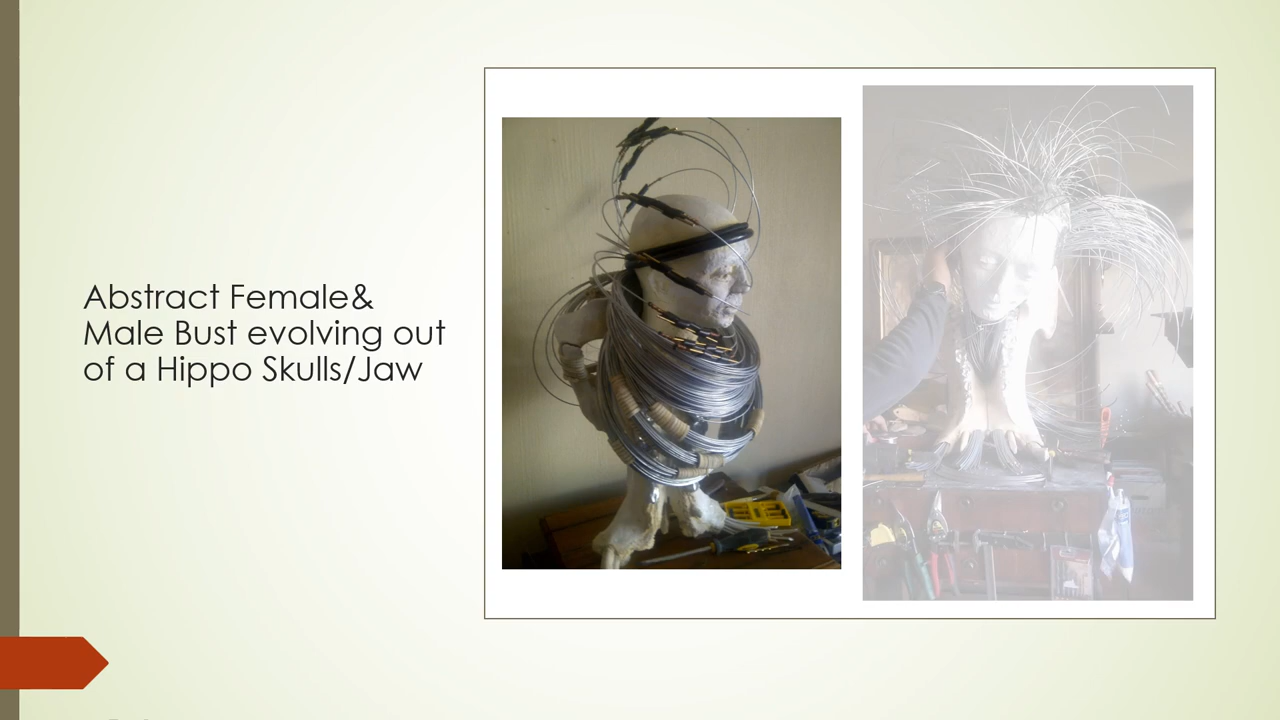 Abstract Female&
Male Bust evolving out
of a Hippo Skulls/Jaw